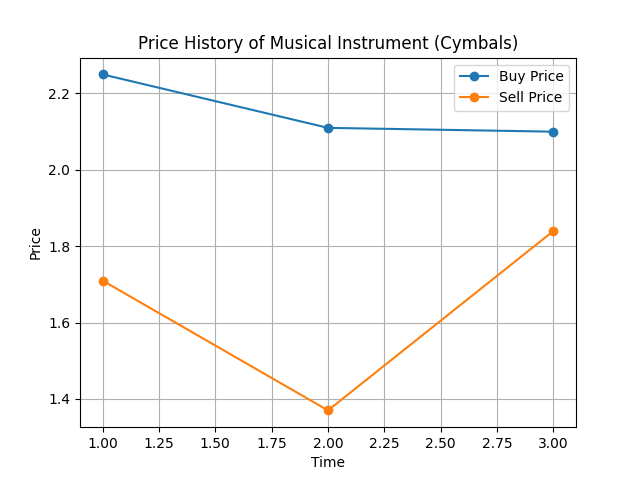 Price History of Musical Instrument (Cymbals)
Buy Price
Sell Price
2.2
2.0
1.8
1.6
1.4
Price
1.00 1.25 1.50 1.75 2.00 2.25 2.50 2.75 3.00
Time